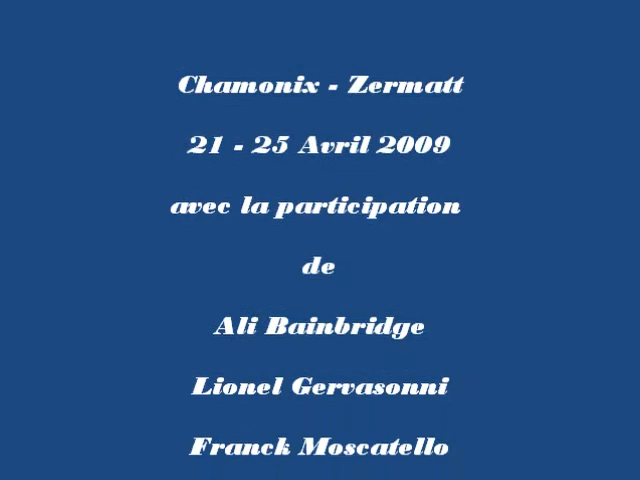 Chamonix - Zermatt
21 - 25 Avril 2009
avec la participation
de
Ali Bainbridge
Lionel Gervasonni
Franck Moscatello